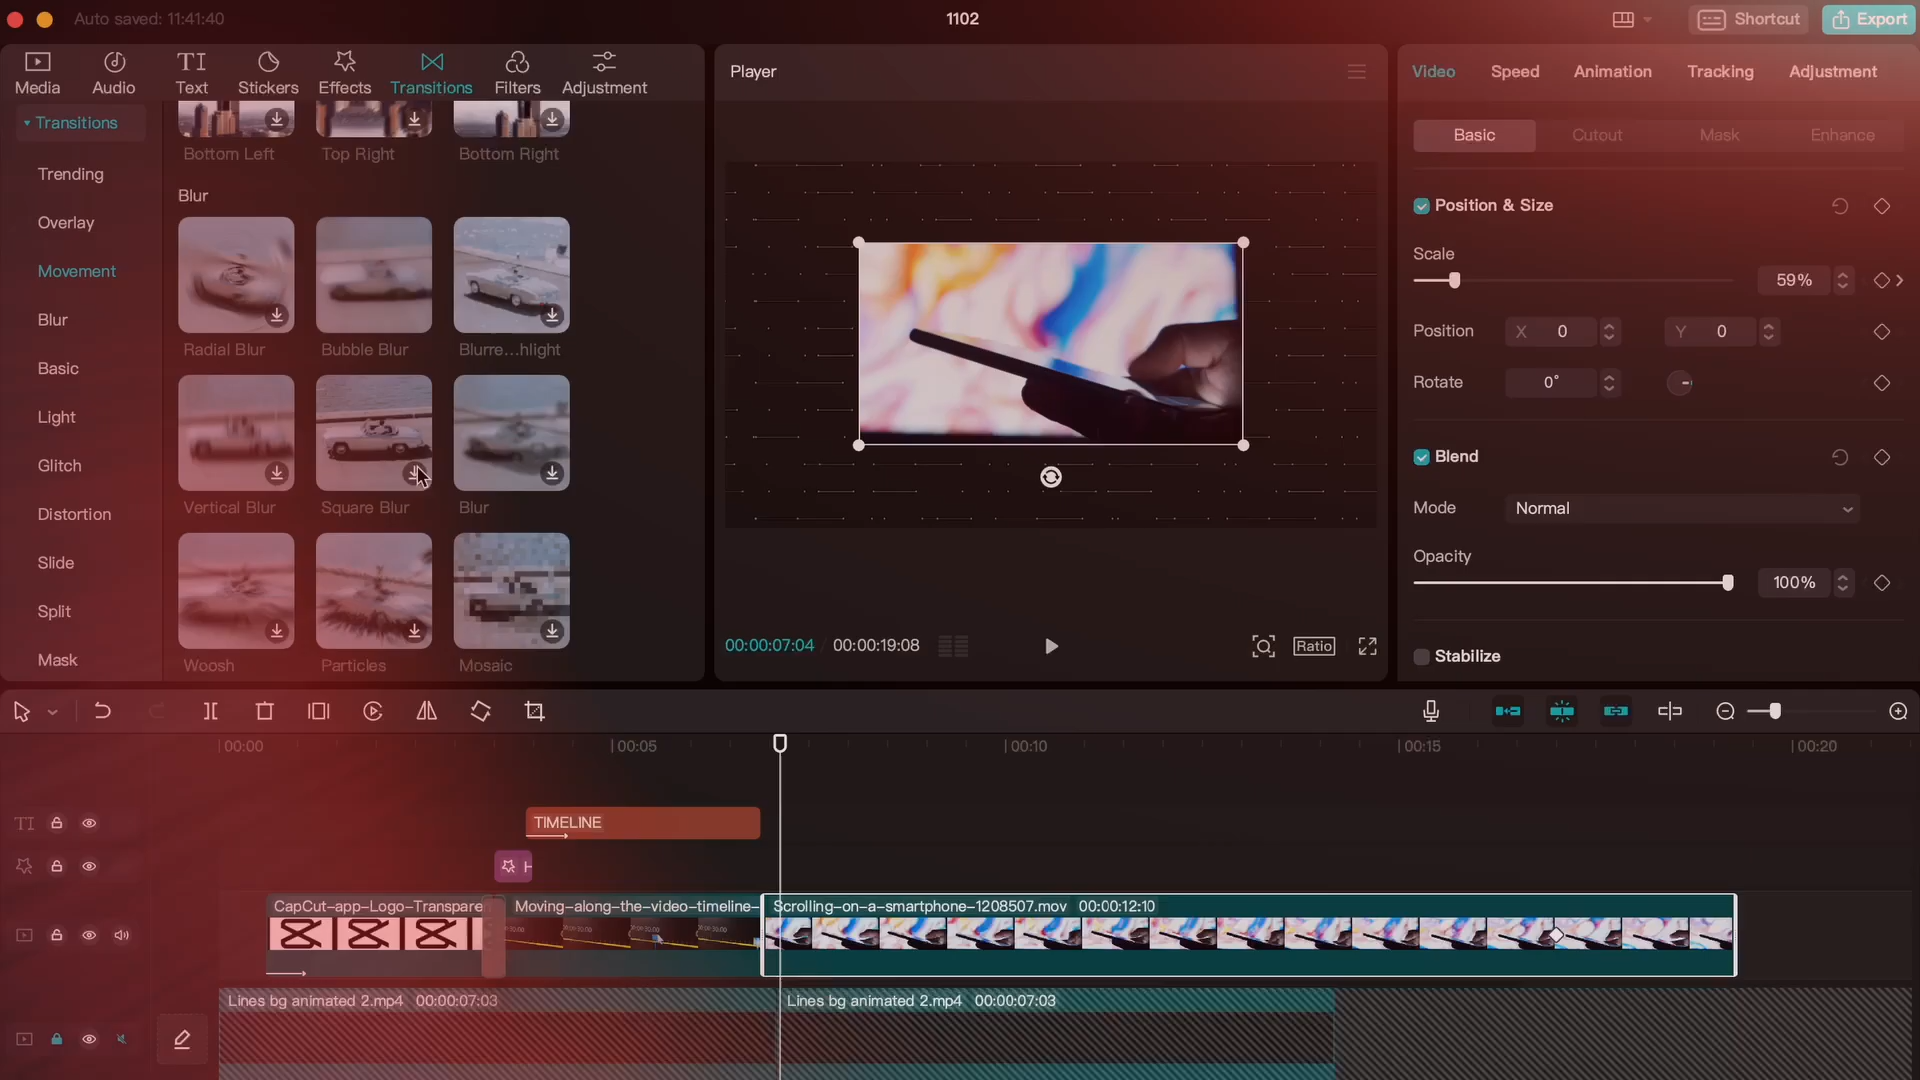 Auto saved: 11:41:40
1102
Shortcut
Export
Media
Audio
Text
Stickers
Effects
Transitions
Filters
Adjustment
Transitions
Trending
Overlay
Movement
Blur
Basic
Light
Glitch
Distortion
Slide
Split
Mask
Bottom Left
Top Right
Bottom Right
Blur
Radial Blur
Bubble Blur
Blurre...hlight
Vertical Blur
Square Blur
Blur
Woosh
Particles
Mosaic
Player
00:00:07:04
00:00:19:08
Ratio
Video
Speed
Animation
Tracking
Adjustment
Basic
Cutout
Mask
Enhance
Position & Size
Scale
59%
Position
X 0
Y 0
Rotate
0°
Blend
Mode
Normal
Opacity
100%
Stabilize
00:00
00:05
00:10
00:15
00:20
TI
TIMELINE
CapCut-app-Logo-Transpare
Moving-along-the-video-timeline-
Scrolling-on-a-smartphone-1208507.mov 00:00:12:10
Lines bg animated 2.mp4 00:00:07:03
Lines bg animated 2.mp4 00:00:07:03